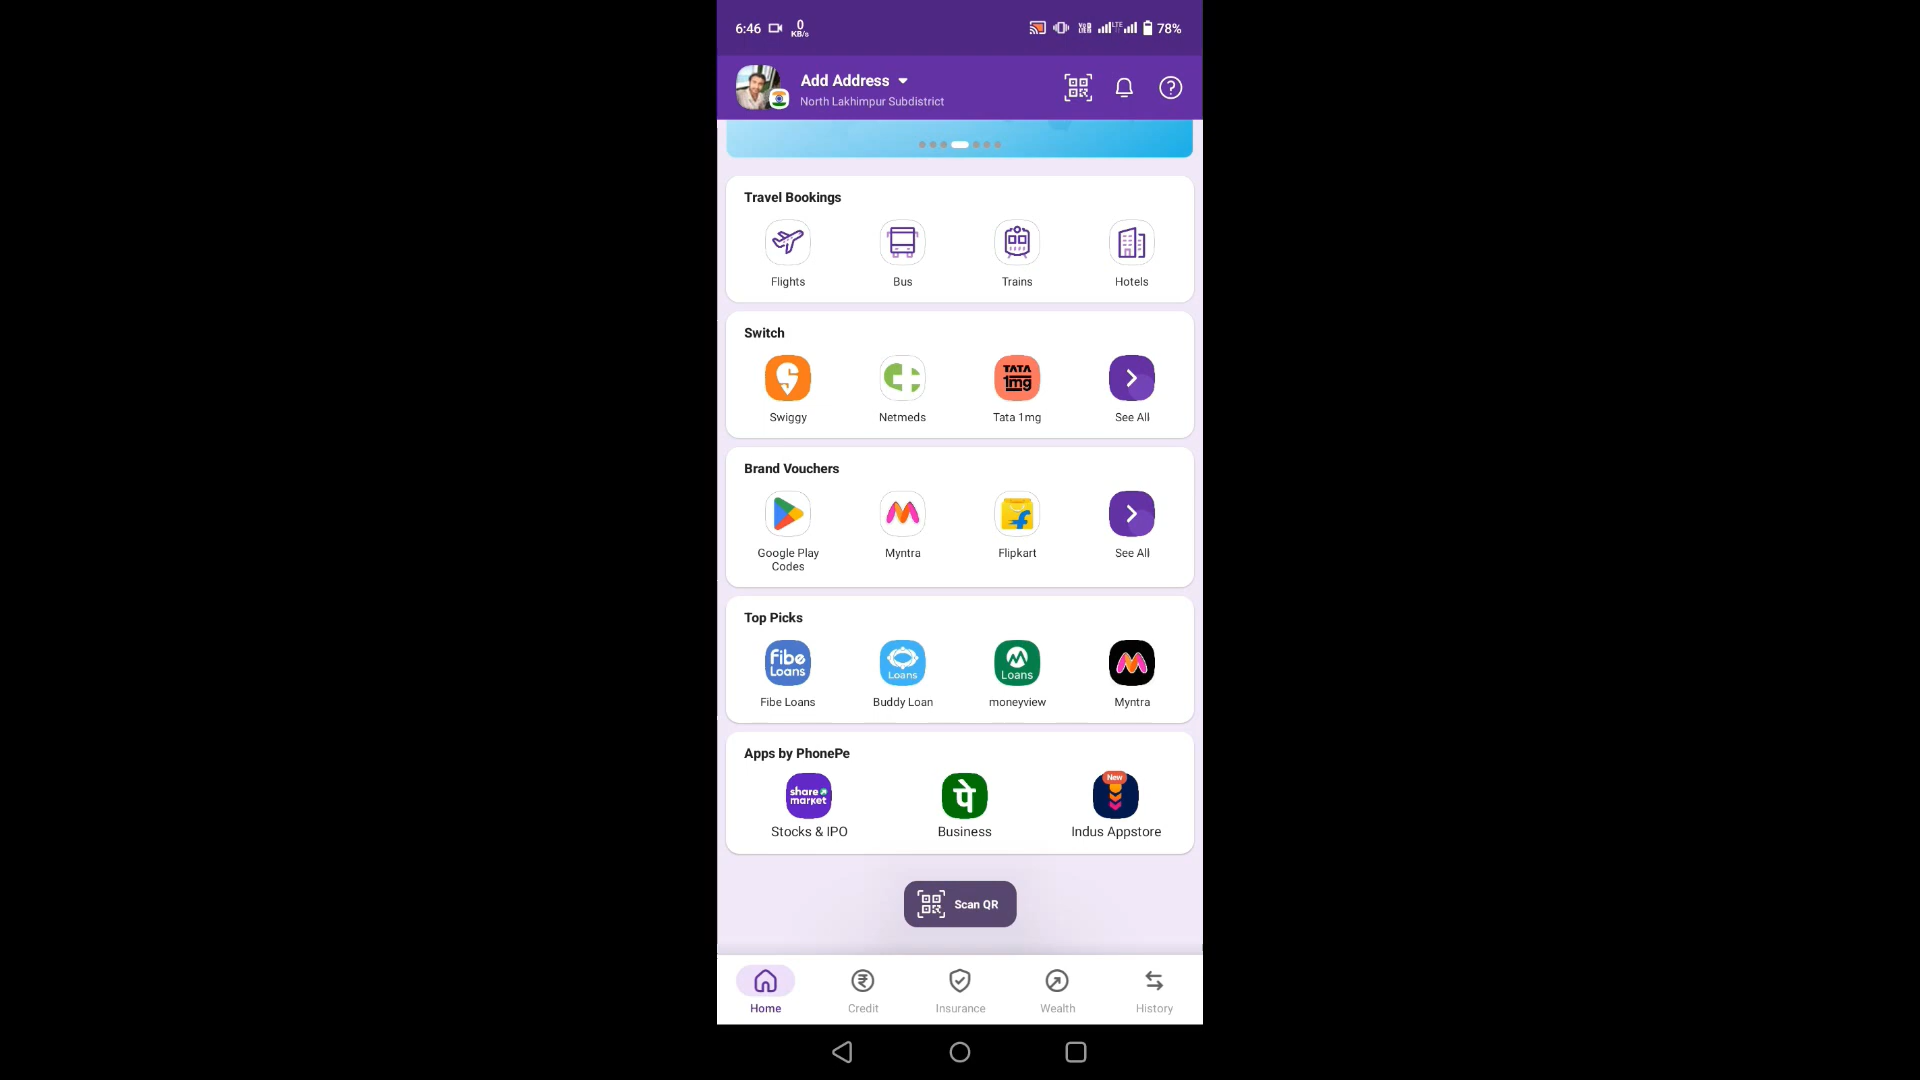 6:46 0 KB/s 78%
Add Address
North Lakhimpur Subdistrict
Travel Bookings
Flights Bus Trains Hotels
Switch
TATA 1mg
Swiggy Netmeds Tata 1mg See All
Brand Vouchers
Google Play Codes Myntra Flipkart See All
Top Picks
Fibe Loans Loans Loans
Fibe Loans Buddy Loan moneyview Myntra
Apps by PhonePe
share market पे New
Stocks & IPO Business Indus Appstore
Scan QR
Home Credit Insurance Wealth History